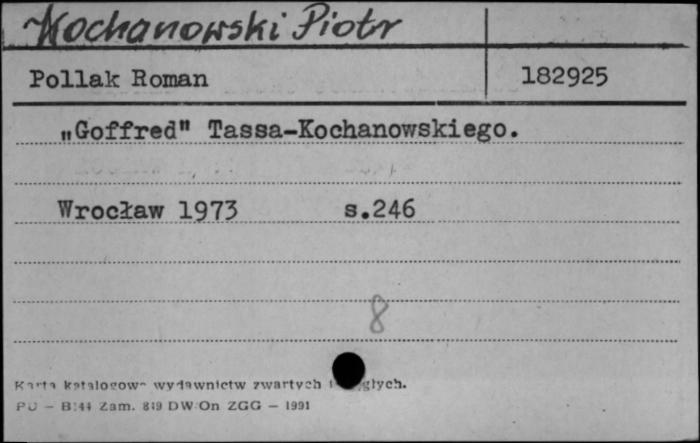 Kochanowski Piotr
Pollak Roman 182925
„Goffred" Tassa-Kochanowskiego.
Wrocław 1973 s.246
8
Karta katalogowa wydawnictw zwartych i ciągłych.
PU - B/44 Zam. 819 DW On ZGG - 1991